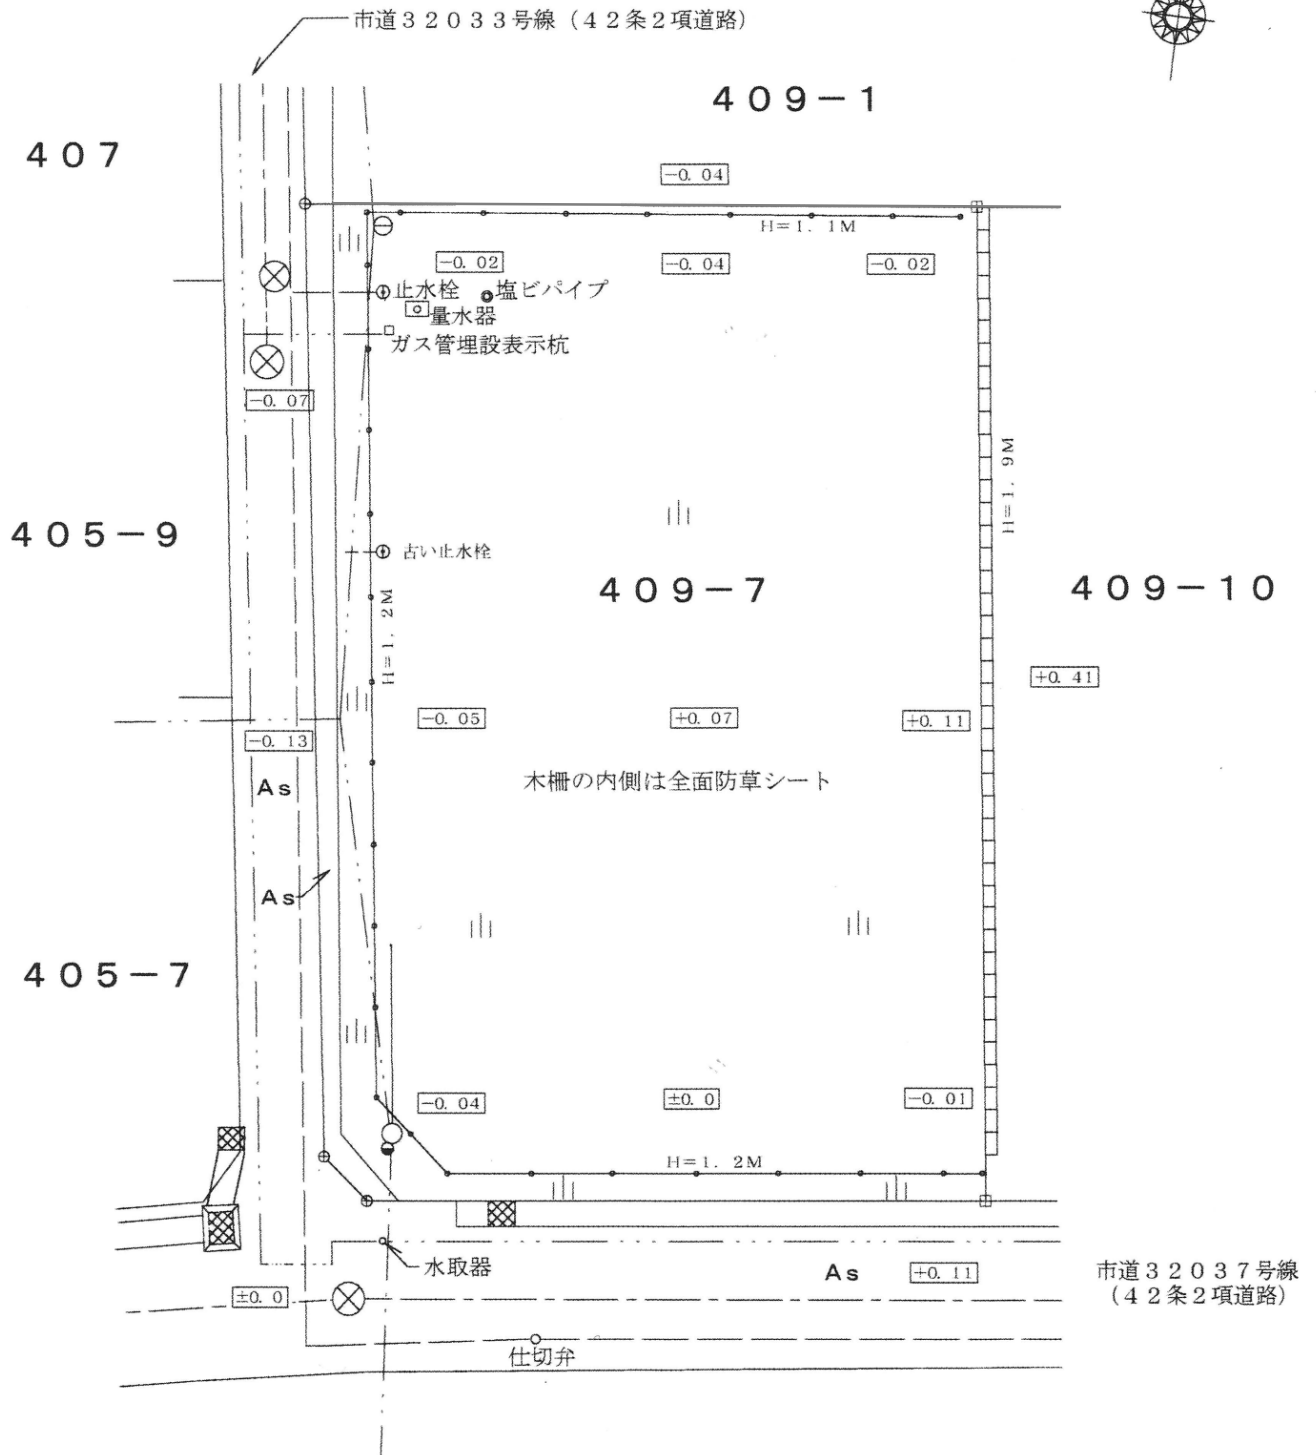 市道３２０３３号線（４２条２項道路）
４０９－１
４０７
－0. 04
H＝1. 1M
－0. 02
－0. 04
－0. 02
止水栓
塩ビパイプ
量水器
ガス管埋設表示杭
－0. 07
H＝1. 9M
４０５－９
古い止水栓
４０９－７
４０９－１０
H＝1. 2M
＋0. 41
－0. 05
＋0. 07
＋0. 11
－0. 13
木柵の内側は全面防草シート
Ａｓ
Ａｓ
４０５－７
－0. 04
±0. 0
－0. 01
H＝1. 2M
水取器
Ａｓ
＋0. 11
市道３２０３７号線
（４２条２項道路）
±0. 0
仕切弁